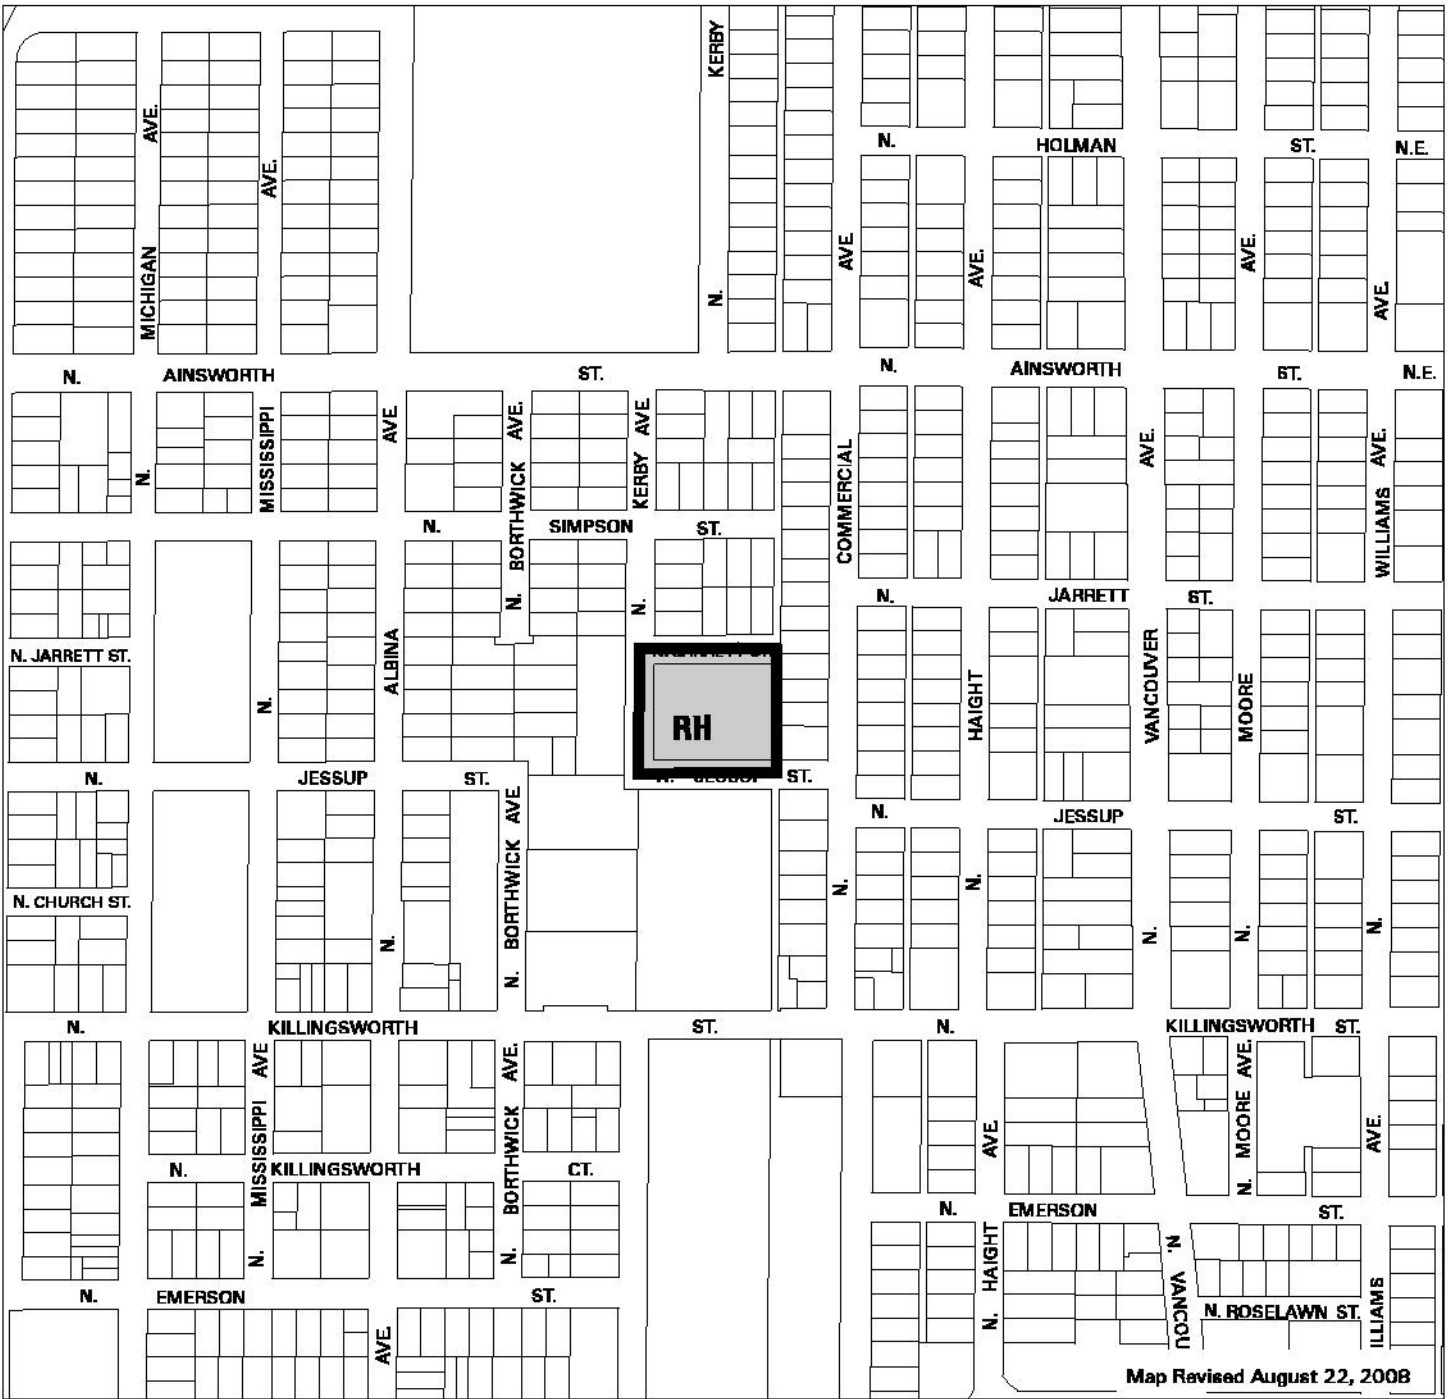 KERBY
AVE.
AVE.
N. HOLMAN ST. N.E.
MICHIGAN
N.
AVE.
AVE.
AVE.
AVE.
N. AINSWORTH ST. N. AINSWORTH ST. N.E.
N.
MISSISSIPPI
AVE.
BORTHWICK AVE.
KERBY AVE.
COMMERCIAL
AVE.
WILLIAMS AVE.
N. SIMPSON ST.
N.
N.
N. JARRETT ST.
N. JARRETT ST.
N.
ALBINA
RH
HAIGHT
VANCOUVER
MOORE
N. JESSUP ST. N. JESSUP ST.
N. JESSUP ST.
N. BORTHWICK AVE.
N. CHURCH ST.
N.
N.
N.
N.
N.
N.
N. KILLINGSWORTH ST. N. KILLINGSWORTH ST.
N. MISSISSIPPI AVE
N. BORTHWICK AVE.
AVE.
N. MOORE AVE.
AVE.
N. KILLINGSWORTH CT.
N. EMERSON ST.
N. HAIGHT
N. VANCOU
ILLIAMS
N. EMERSON ST.
N. ROSELAWN ST.
AVE.
Map Revised August 22, 2008